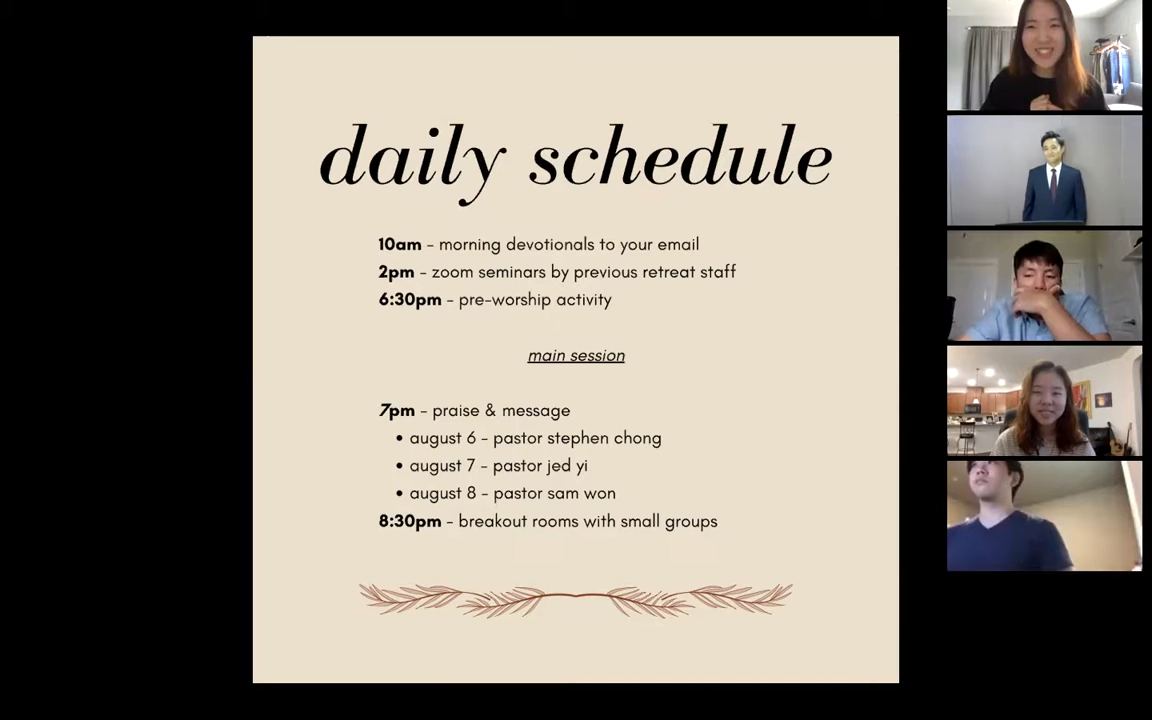 daily schedule
10am - morning devotionals to your email
2pm - zoom seminars by previous retreat staff
6:30pm - pre-worship activity
main session
7pm - praise & message
• august 6 - pastor stephen chong
• august 7 - pastor jed yi
• august 8 - pastor sam won
8:30pm - breakout rooms with small groups